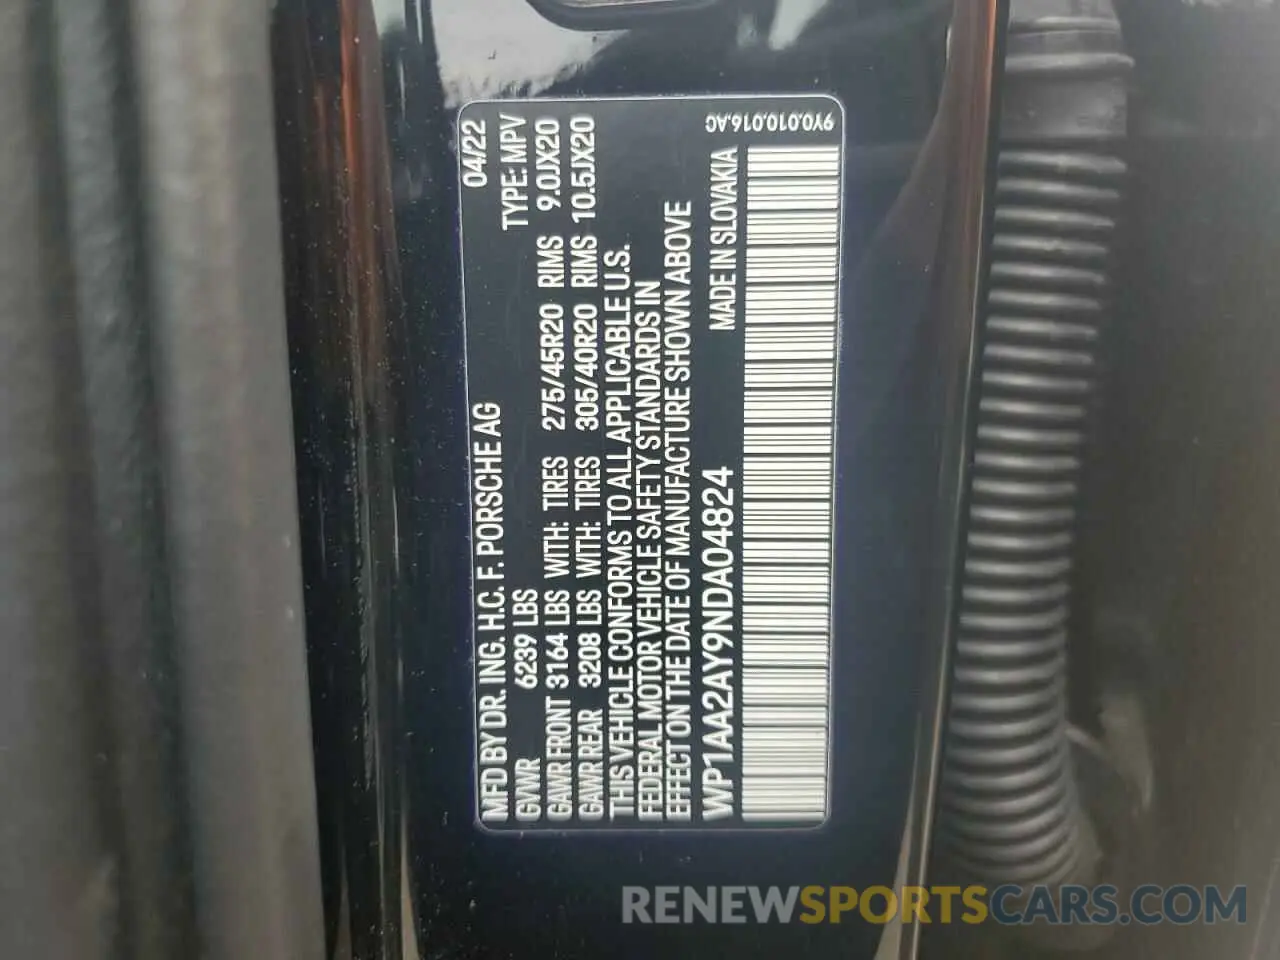 MFD BY DR. ING. H.C. F. PORSCHE AG 04/22
GVWR 6239 LBS TYPE: MPV
GAWR FRONT 3164 LBS WITH: TIRES 275/45R20 RIMS 9.0JX20
GAWR REAR 3208 LBS WITH: TIRES 305/40R20 RIMS 10.5JX20
THIS VEHICLE CONFORMS TO ALL APPLICABLE U.S.
FEDERAL MOTOR VEHICLE SAFETY STANDARDS IN
EFFECT ON THE DATE OF MANUFACTURE SHOWN ABOVE
WP1AA2AY9NDA04824 MADE IN SLOVAKIA
9Y0.010.016.AC
RENEWSPORTSCARS.COM